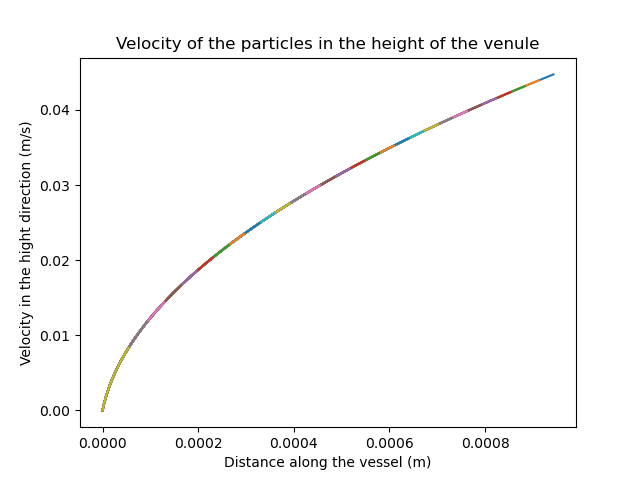 Velocity of the particles in the height of the venule
Velocity in the hight direction (m/s)
0.04
0.03
0.02
0.01
0.00
0.0000 0.0002 0.0004 0.0006 0.0008
Distance along the vessel (m)